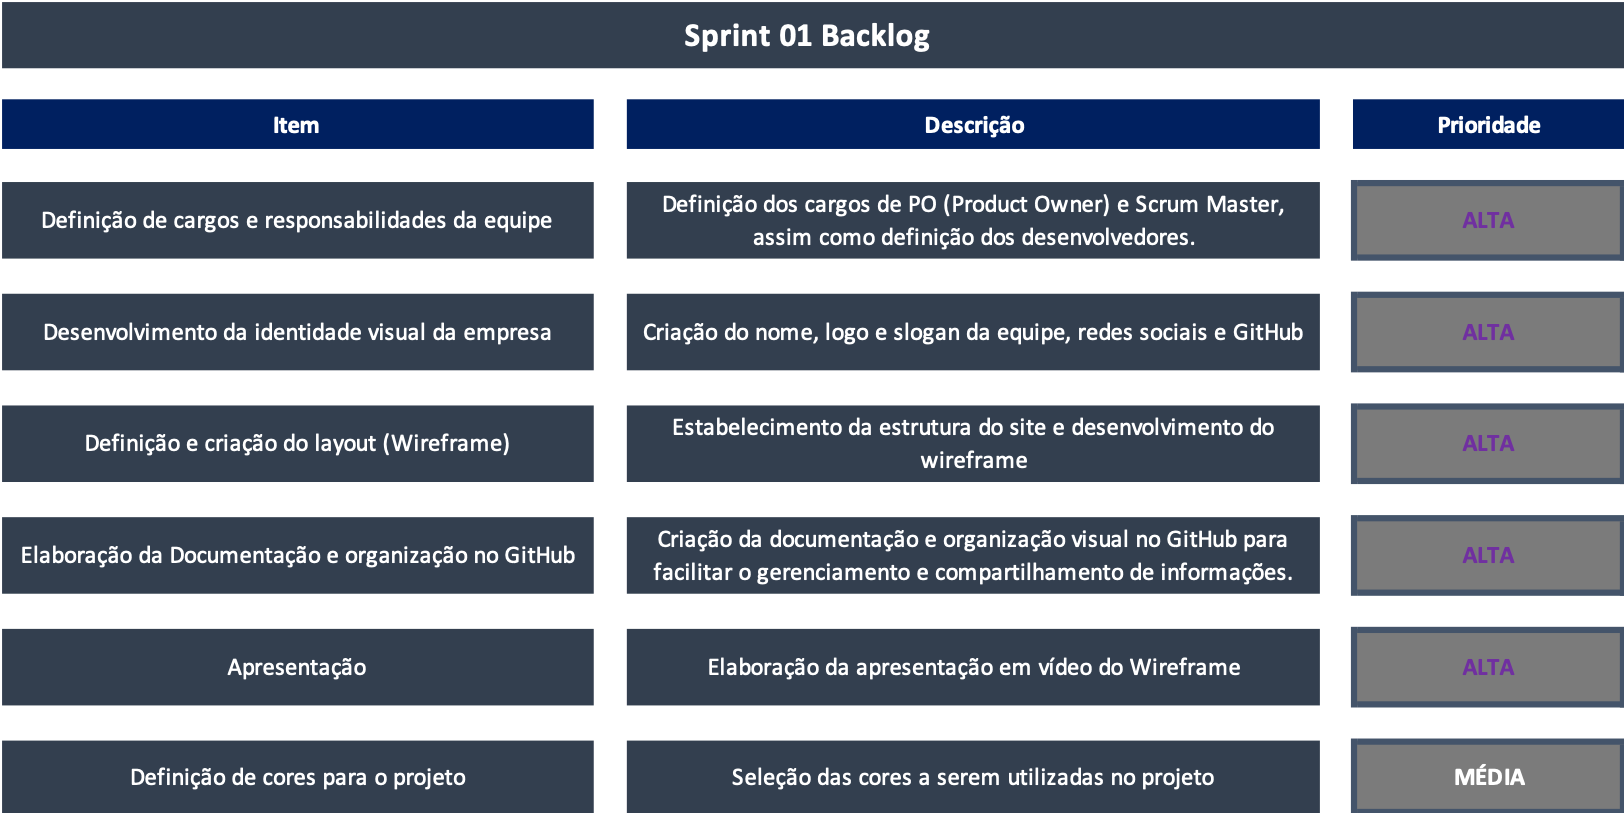 Sprint 01 Backlog
Item
Descrição
Prioridade
Definição de cargos e responsabilidades da equipe
Definição dos cargos de PO (Product Owner) e Scrum Master,
assim como definição dos desenvolvedores.
ALTA
Desenvolvimento da identidade visual da empresa
Criação do nome, logo e slogan da equipe, redes sociais e GitHub
ALTA
Definição e criação do layout (Wireframe)
Estabelecimento da estrutura do site e desenvolvimento do
wireframe
ALTA
Elaboração da Documentação e organização no GitHub
Criação da documentação e organização visual no GitHub para
facilitar o gerenciamento e compartilhamento de informações.
ALTA
Apresentação
Elaboração da apresentação em vídeo do Wireframe
ALTA
Definição de cores para o projeto
Seleção das cores a serem utilizadas no projeto
MÉDIA